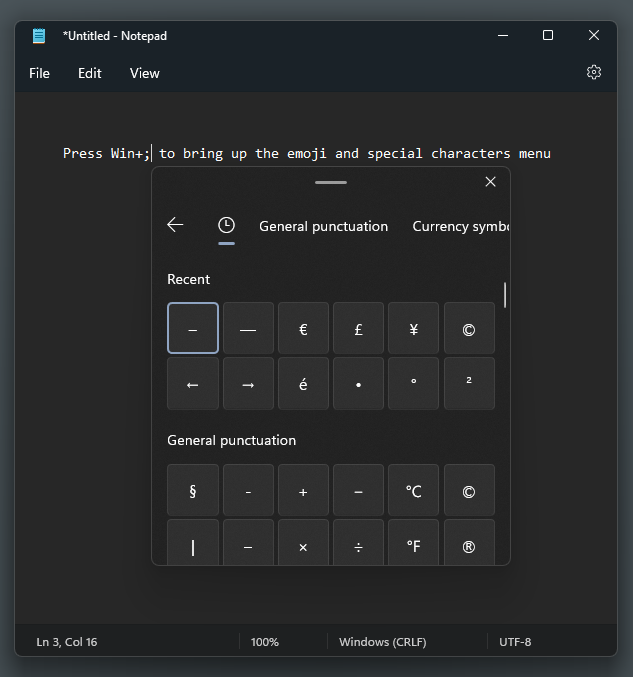 *Untitled - Notepad
File Edit View
Press Win+; to bring up the emoji and special characters menu
General punctuation Currency symbo
Recent
– — € £ ¥ ©
← → é • ° ²
General punctuation
§ - + − °C ©
| – × ÷ °F ®
Ln 3, Col 16 100% Windows (CRLF) UTF-8